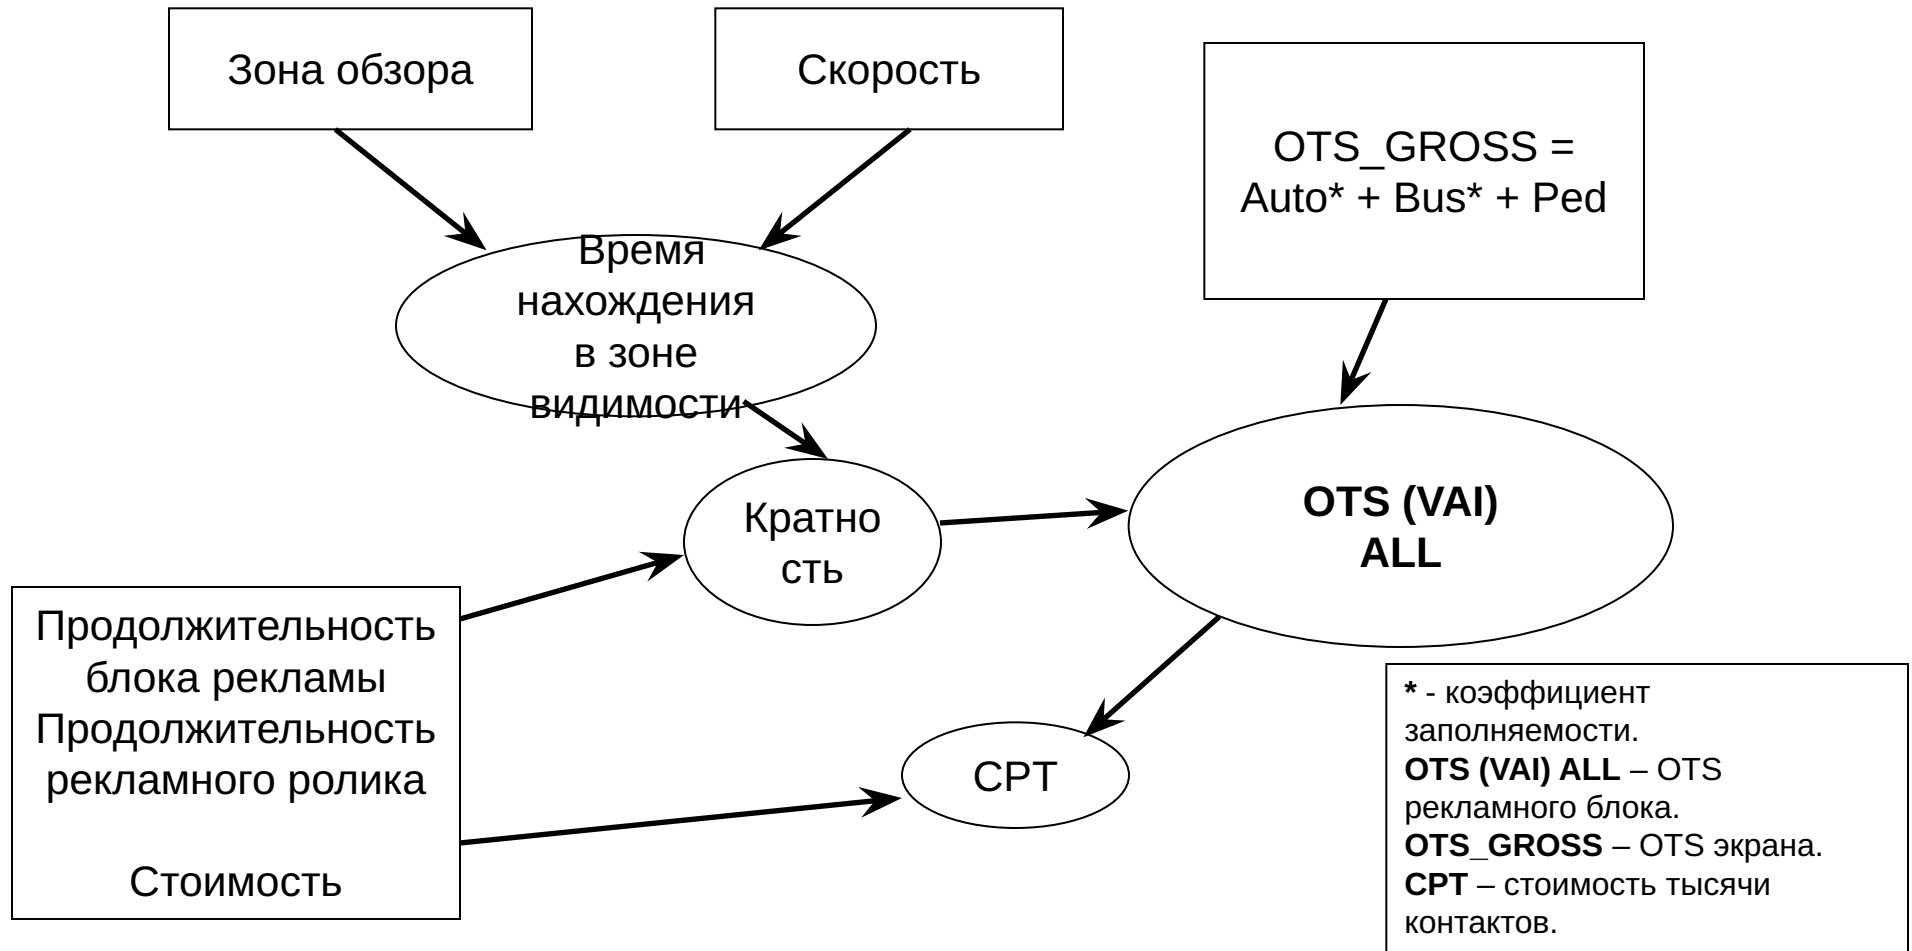 Зона обзора
Скорость
OTS_GROSS =
Auto* + Bus* + Ped
Время
нахождения
в зоне
видимости
Кратно
сть
OTS (VAI)
ALL
Продолжительность
блока рекламы
Продолжительность
рекламного ролика
Стоимость
CPT
* - коэффициент
заполняемости.
OTS (VAI) ALL – OTS
рекламного блока.
OTS_GROSS – OTS экрана.
CPT – стоимость тысячи
контактов.